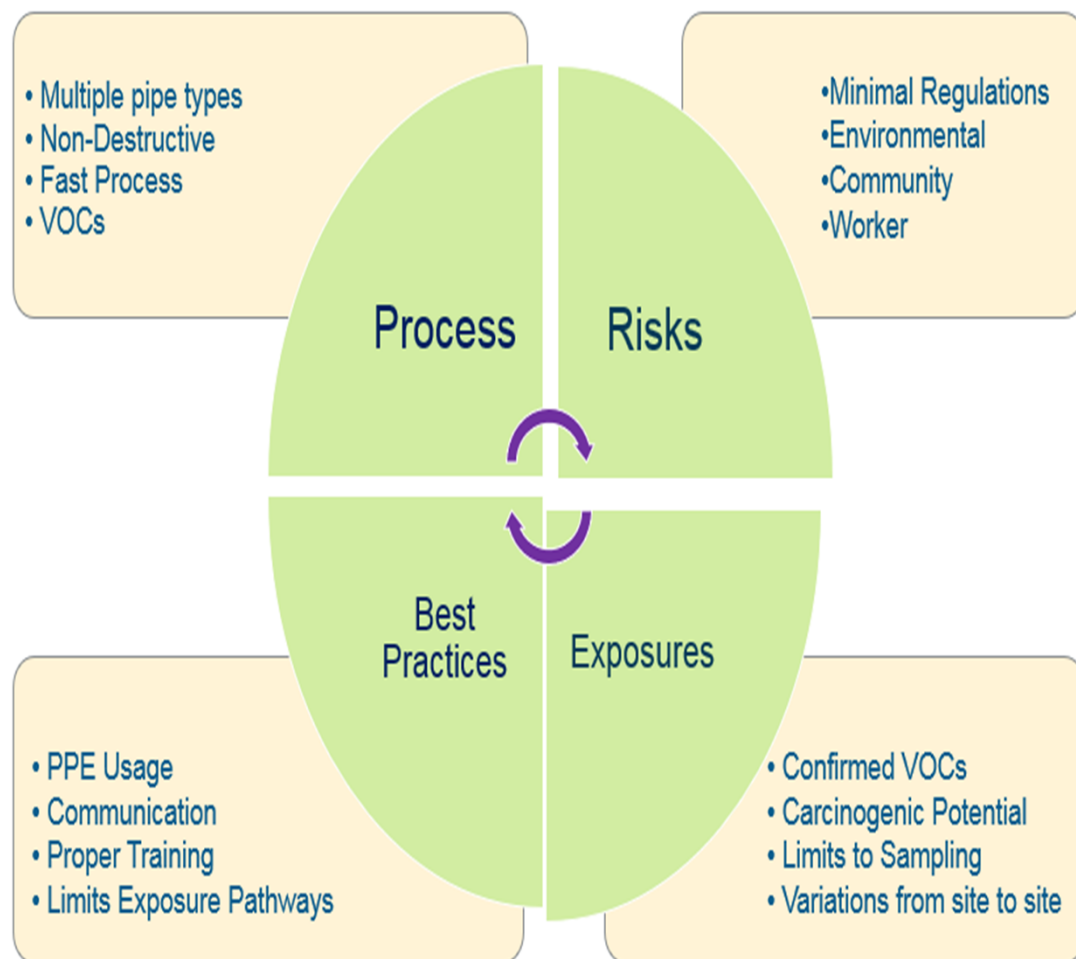 • Multiple pipe types
• Non-Destructive
• Fast Process
• VOCs
•Minimal Regulations
•Environmental
•Community
•Worker
Process
Risks
Best
Practices
Exposures
• PPE Usage
• Communication
• Proper Training
• Limits Exposure Pathways
• Confirmed VOCs
• Carcinogenic Potential
• Limits to Sampling
• Variations from site to site